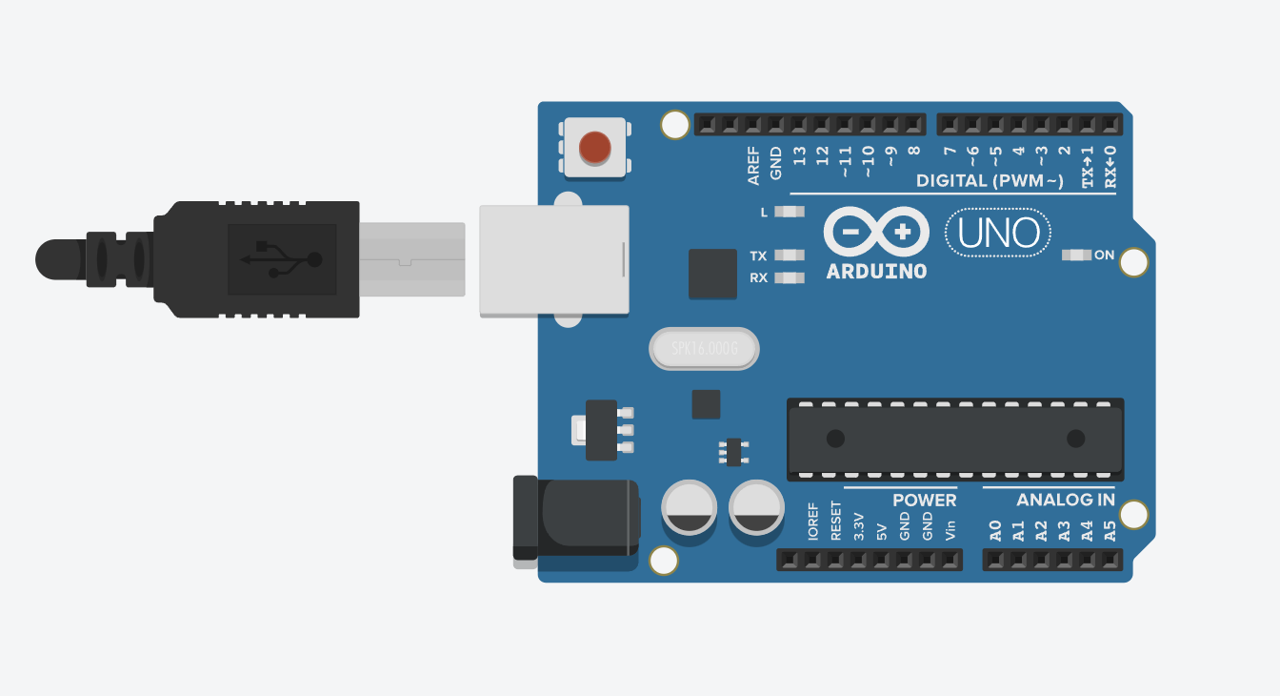 AREF
GND
13
12
~11
~10
~9
8
7
~6
~5
4
~3
2
TX→1
RX←0
DIGITAL (PWM~)
L
TX
RX
UNO
ON
ARDUINO
SPK16.000G
POWER
ANALOG IN
IOREF
RESET
3.3V
5V
GND
GND
Vin
A0
A1
A2
A3
A4
A5